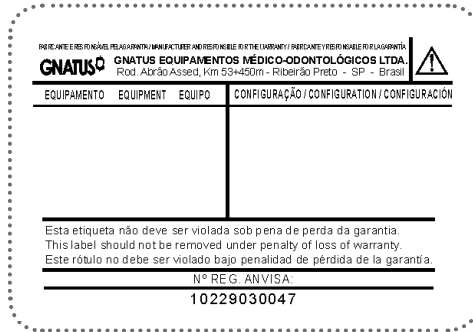 FABRICANTE E RESPONSÁVEL PELA GARANTIA / MANUFACTURER AND RESPONSIBLE FOR THE WARRANTY / FABRICANTE Y RESPONSABLE FOR LA GARANTÍA
GNATUS
GNATUS EQUIPAMENTOS MÉDICO-ODONTOLÓGICOS LTDA.
Rod. Abrão Assed, Km 53+450m - Ribeirão Preto - SP - Brasil
EQUIPAMENTO EQUIPMENT EQUIPO
CONFIGURAÇÃO / CONFIGURATION / CONFIGURACIÓN
Esta etiqueta não deve ser violada sob pena de perda da garantia.
This label should not be removed under penalty of loss of warranty.
Este rótulo no debe ser violado bajo penalidad de pérdida de la garantía.
Nº REG. ANVISA:
10229030047